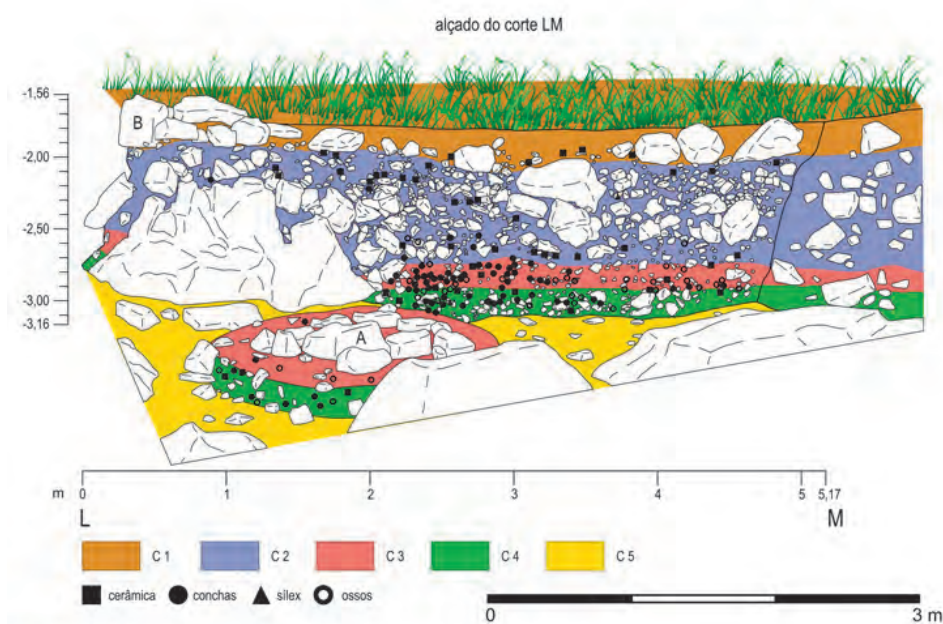 alçado do corte LM
-1,56
B
-2,00
-2,50
-3,00
-3,16
A
m 0 1 2 3 4 5 5,17
L M
C 1 C 2 C 3 C 4 C 5
cerâmica conchas sílex ossos
0 3 m